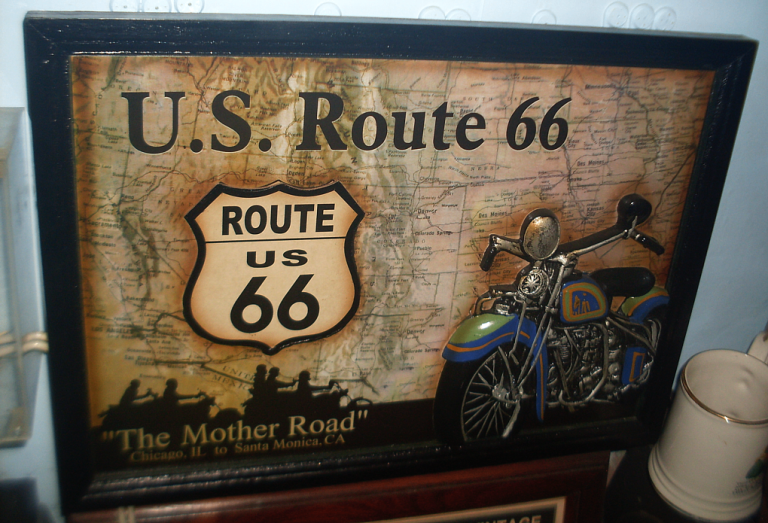 U.S. Route 66
ROUTE
US
66
"The Mother Road"
Chicago, IL to Santa Monica, CA